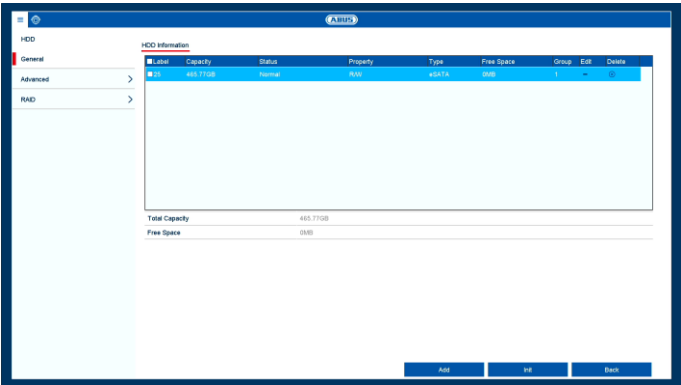 ABUS
HDD
HDD Information
General
Label Capacity Status Property Type Free Space Group Edit Delete
25 465.77GB Normal R/W eSATA 0MB 1
Advanced
RAID
Total Capacity 465.77GB
Free Space 0MB
Add Init Back